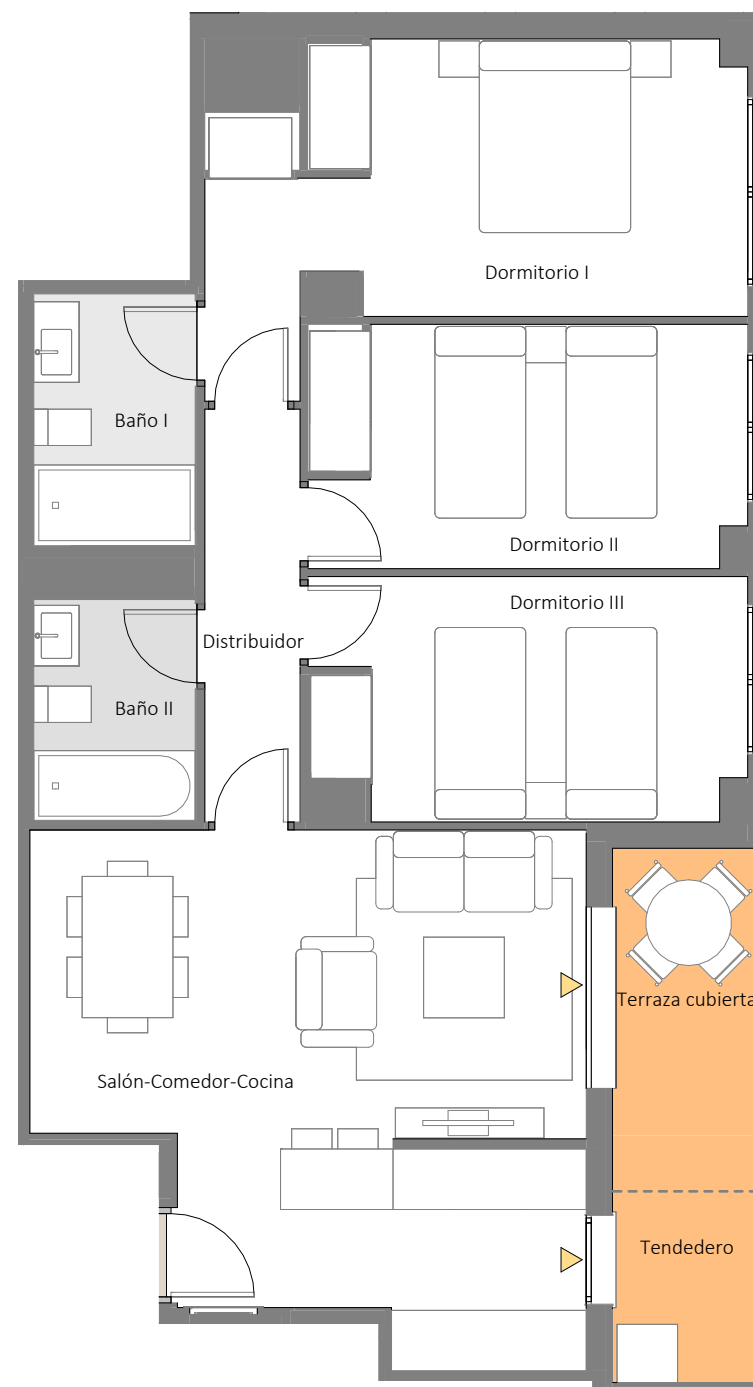 Dormitorio I
Baño I
Dormitorio II
Dormitorio III
Distribuidor
Baño II
Terraza cubierta
Salón-Comedor-Cocina
Tendedero